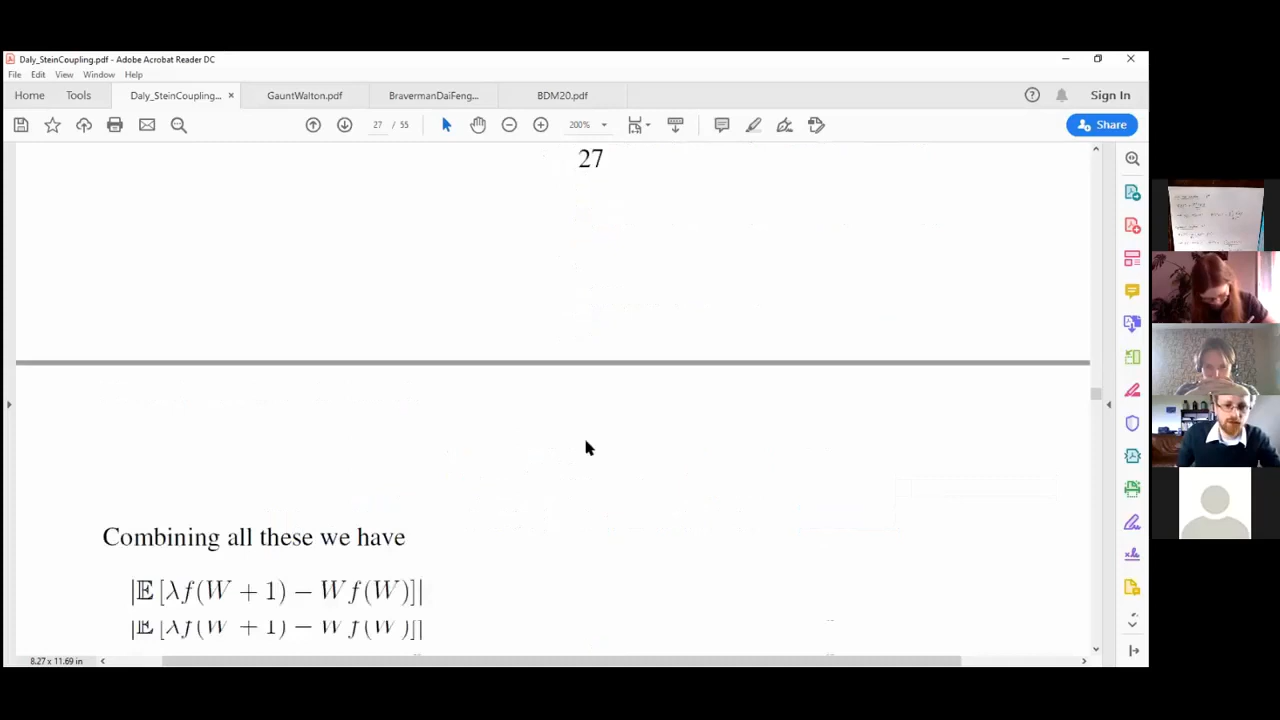 Daly_SteinCoupling.pdf - Adobe Acrobat Reader DC
File Edit View Window Help
Home Tools Daly_SteinCoupling... × GauntWalton.pdf BravermanDaiFeng... BDM20.pdf Sign In
27 / 55 200% Share
27
Combining all these we have
|𝔼 [λf(W + 1) − Wf(W)]|
|𝔼 [λf(W + 1) − Wf(W)]|
8.27 x 11.69 in